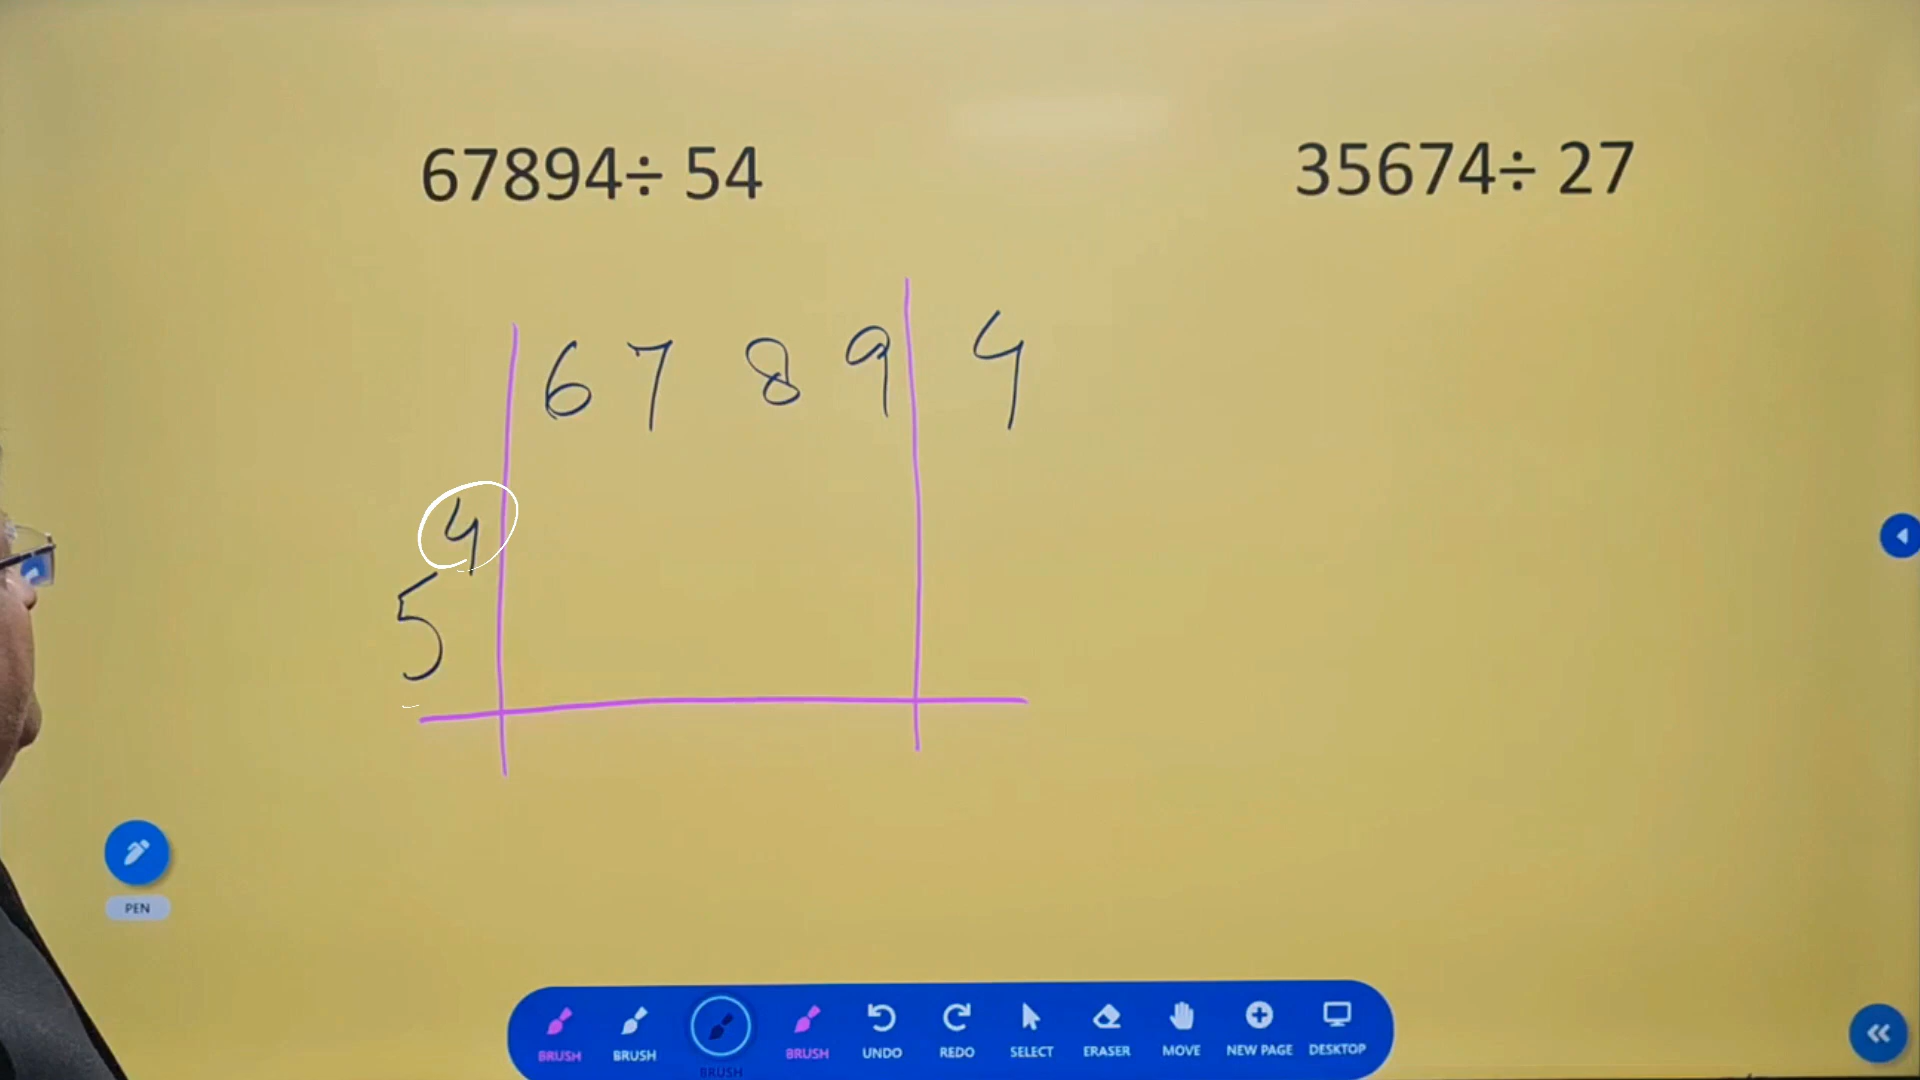 67894÷ 54
35674÷ 27
6 7 8 9 4
4
5
PEN
BRUSH BRUSH BRUSH BRUSH UNDO REDO SELECT ERASER MOVE NEW PAGE DESKTOP